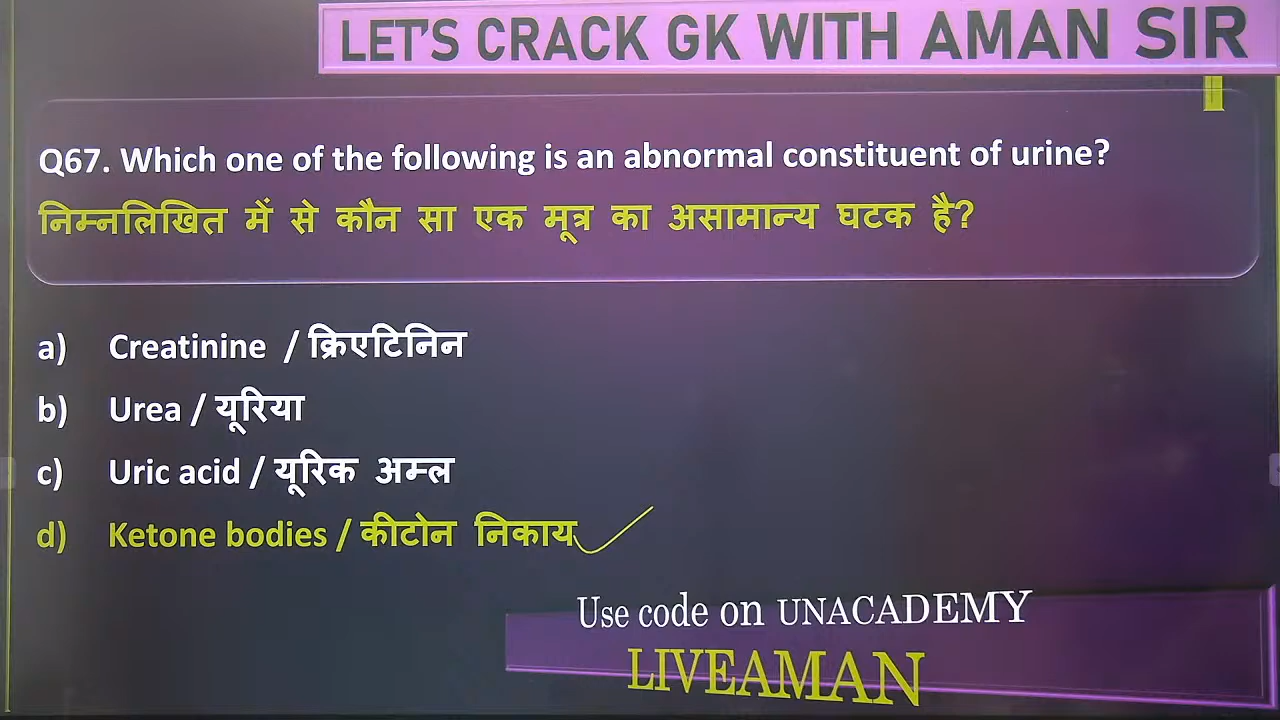 LET'S CRACK GK WITH AMAN SIR
Q67. Which one of the following is an abnormal constituent of urine?
निम्नलिखित में से कौन सा एक मूत्र का असामान्य घटक है?
a) Creatinine / क्रिएटिनिन
b) Urea / यूरिया
c) Uric acid / यूरिक अम्ल
d) Ketone bodies / कीटोन निकाय
Use code on UNACADEMY
LIVEAMAN